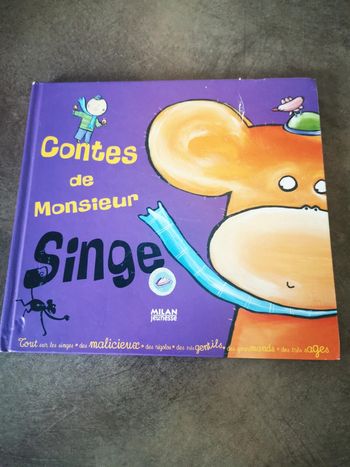 Contes
de
Monsieur
Singe
MILAN
jeunesse
Tout sur les singes • des malicieux • des rigolos • des très gentils • des gourmands • des très sages